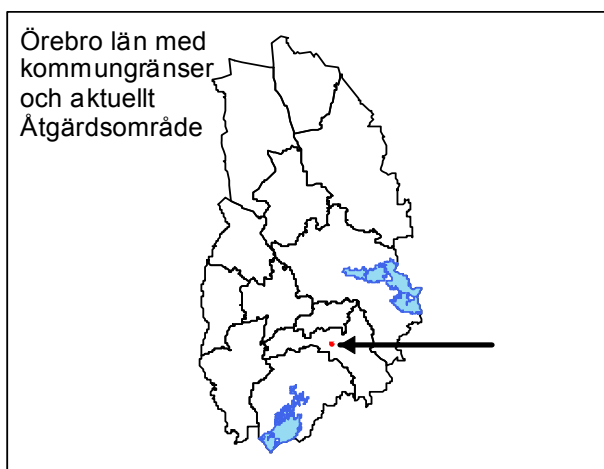 Örebro län med
kommungränser
och aktuellt
Åtgärdsområde